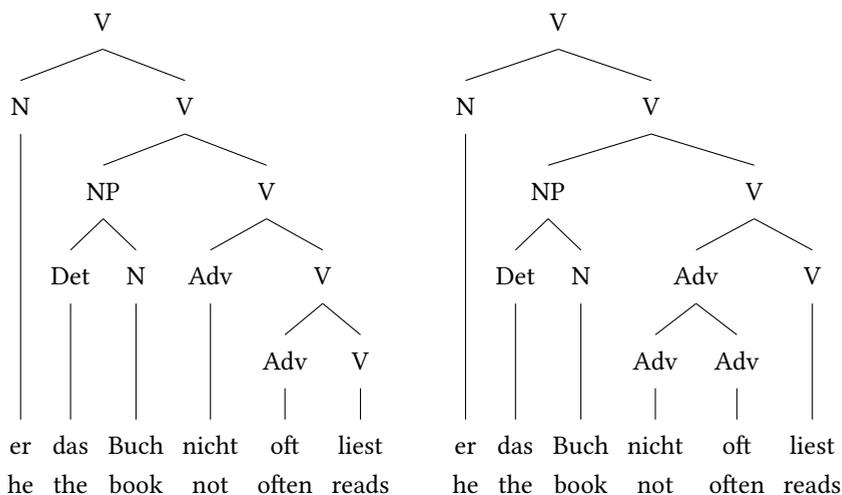 V V
N V N V
NP V NP V
Det N Adv V Det N Adv V
Adv V Adv Adv
er das Buch nicht oft liest er das Buch nicht oft liest
he the book not often reads he the book not often reads